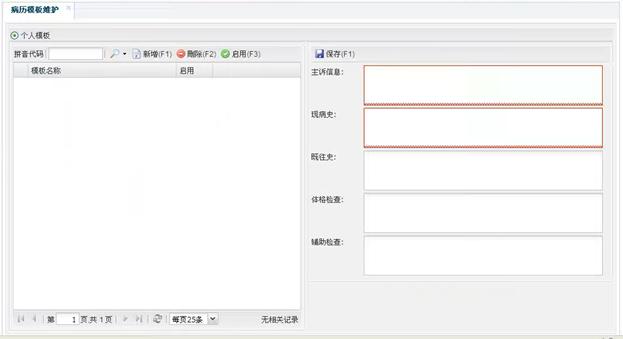 病历模板维护
个人模板
拼音代码 新增(F1) 删除(F2) 启用(F3)
模板名称 启用
第 1 页,共 1 页 每页25条 无相关记录
保存(F1)
主诉信息:
现病史:
既往史:
体格检查:
辅助检查: